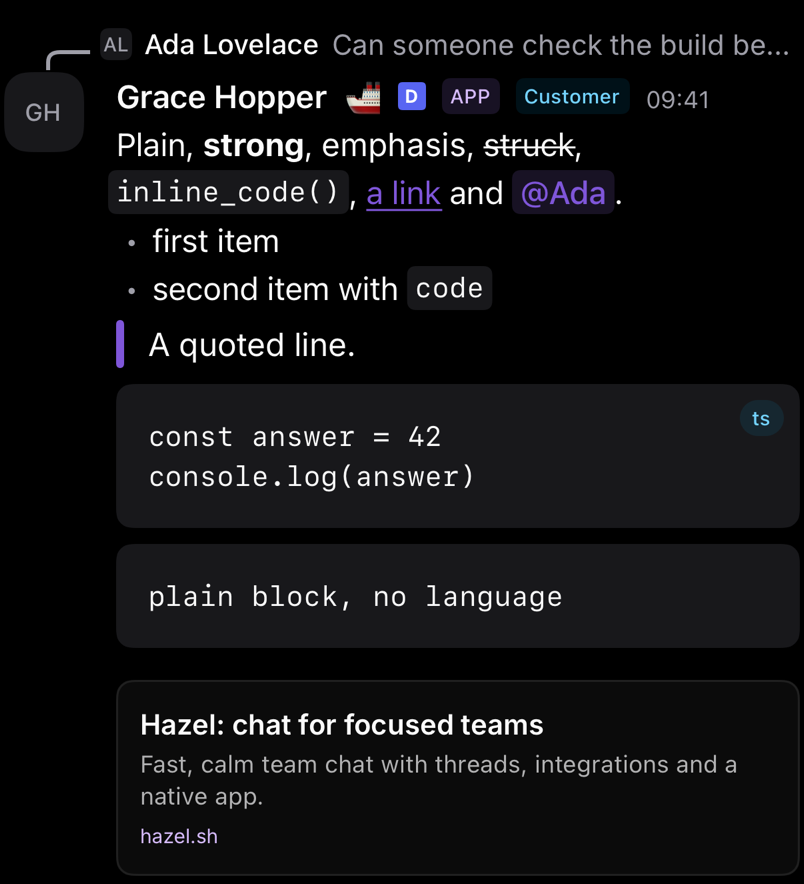 AL Ada Lovelace Can someone check the build be...
GH
Grace Hopper D APP Customer 09:41
Plain, strong, emphasis, struck,
inline_code(), a link and @Ada.
• first item
• second item with code
A quoted line.
ts
const answer = 42
console.log(answer)
plain block, no language
Hazel: chat for focused teams
Fast, calm team chat with threads, integrations and a
native app.
hazel.sh